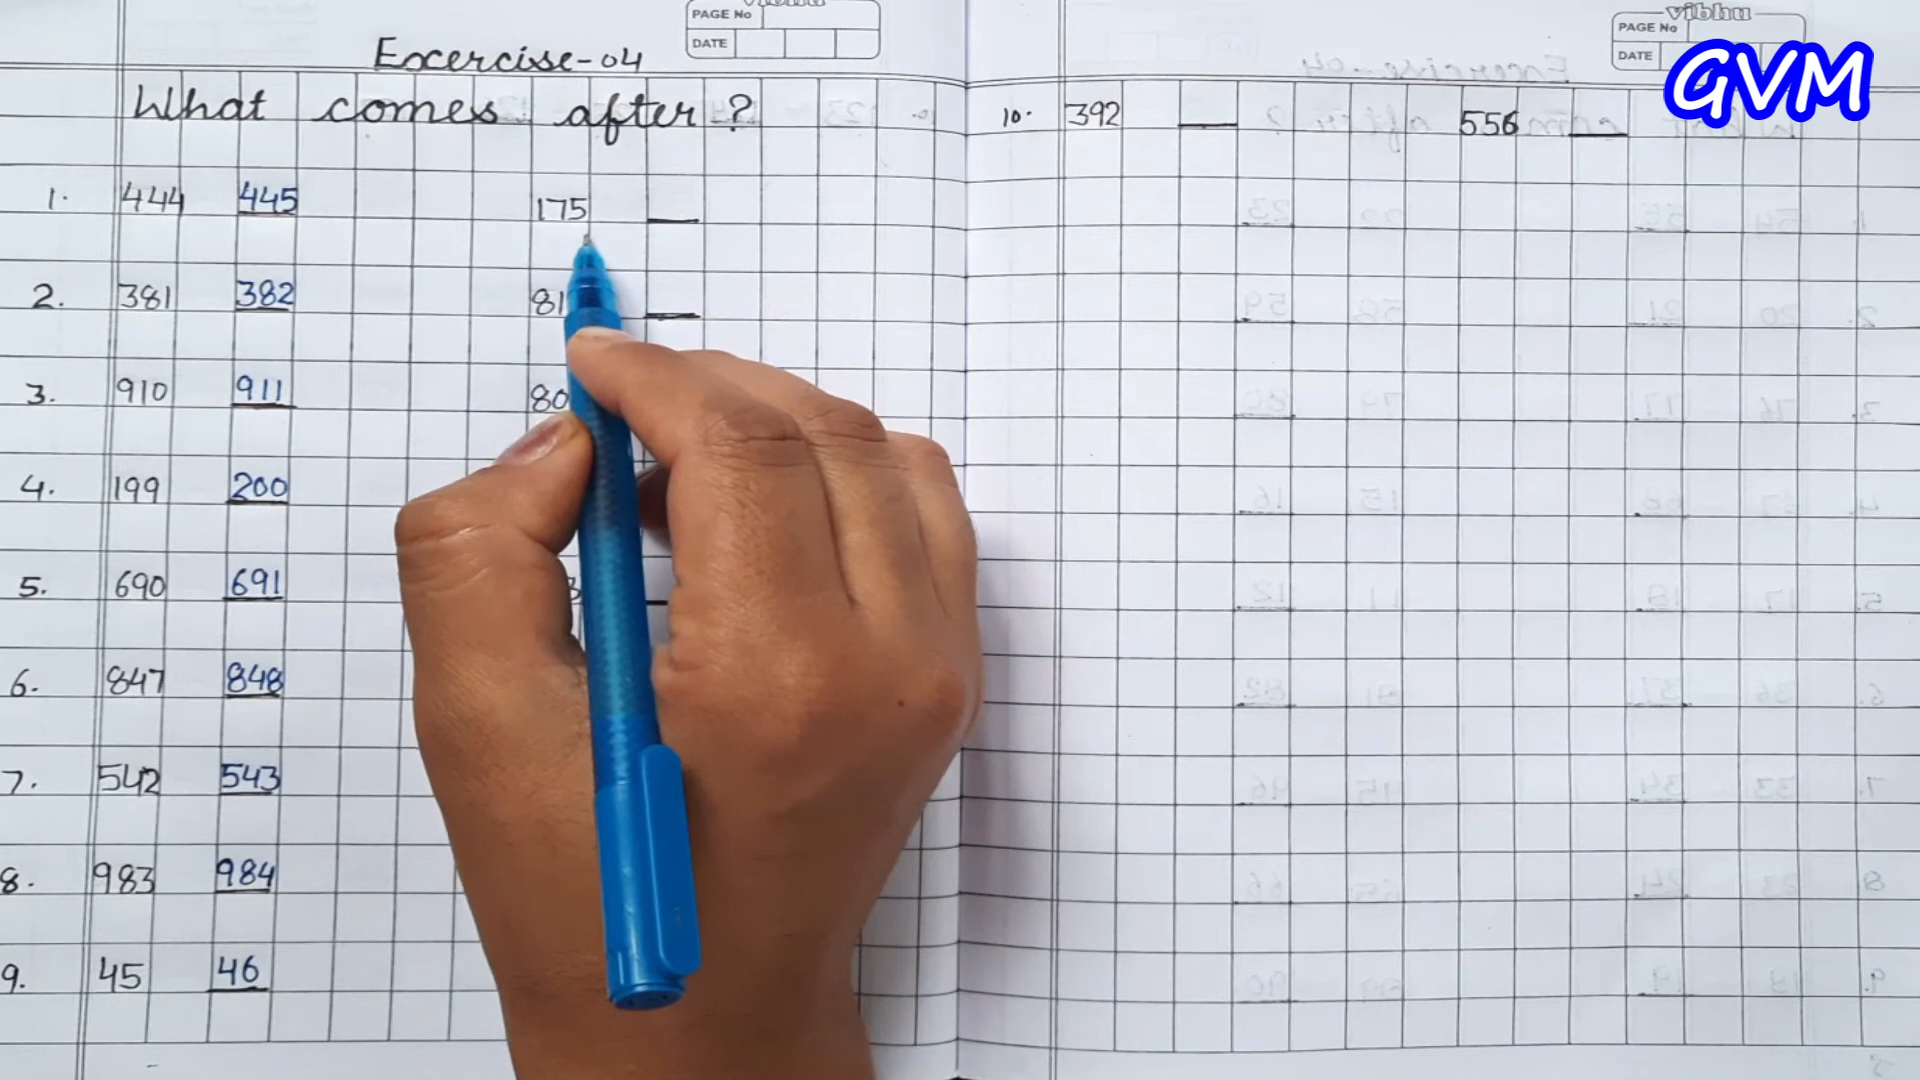 vibhu
PAGE No
DATE
Excercise-04
What comes after?
1. 444 445 175
2. 381 382
3. 910 911
4. 199 200
5. 690 691
6. 847 848
7. 542 543
8. 983 984
9. 45 46
vibhu
PAGE No
DATE
GVM
10. 392 556